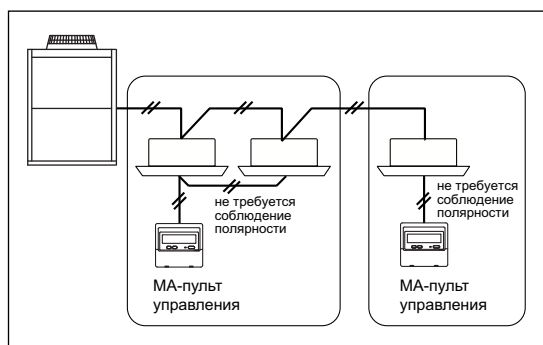 не требуется
соблюдение
полярности
МА-пульт
управления
не требуется
соблюдение
полярности
МА-пульт
управления